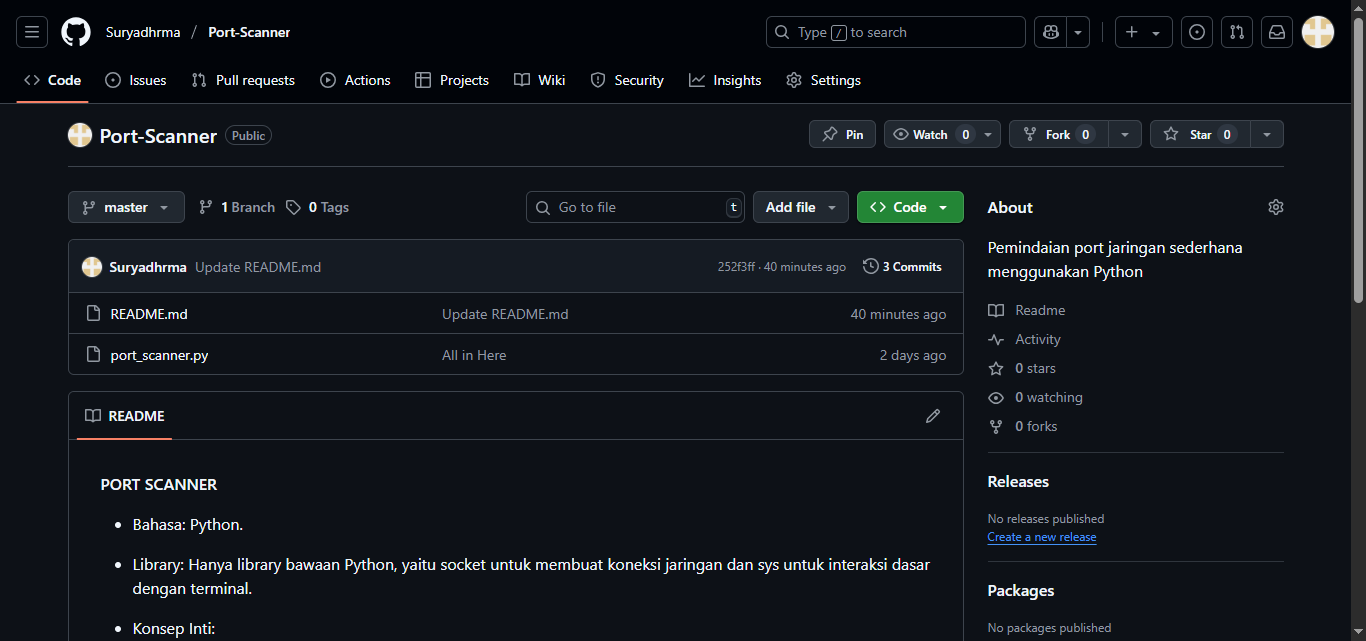 Suryadhrma / Port-Scanner
Type / to search
Code
Issues
Pull requests
Actions
Projects
Wiki
Security
Insights
Settings
Port-Scanner Public
Pin
Watch 0
Fork 0
Star 0
master
1 Branch
0 Tags
Go to file t
Add file
Code
Suryadhrma Update README.md 252f3ff · 40 minutes ago 3 Commits
README.md Update README.md 40 minutes ago
port_scanner.py All in Here 2 days ago
README
PORT SCANNER
• Bahasa: Python.
• Library: Hanya library bawaan Python, yaitu socket untuk membuat koneksi jaringan dan sys untuk interaksi dasar
dengan terminal.
• Konsep Inti:
About
Pemindaian port jaringan sederhana
menggunakan Python
Readme
Activity
0 stars
0 watching
0 forks
Releases
No releases published
Create a new release
Packages
No packages published